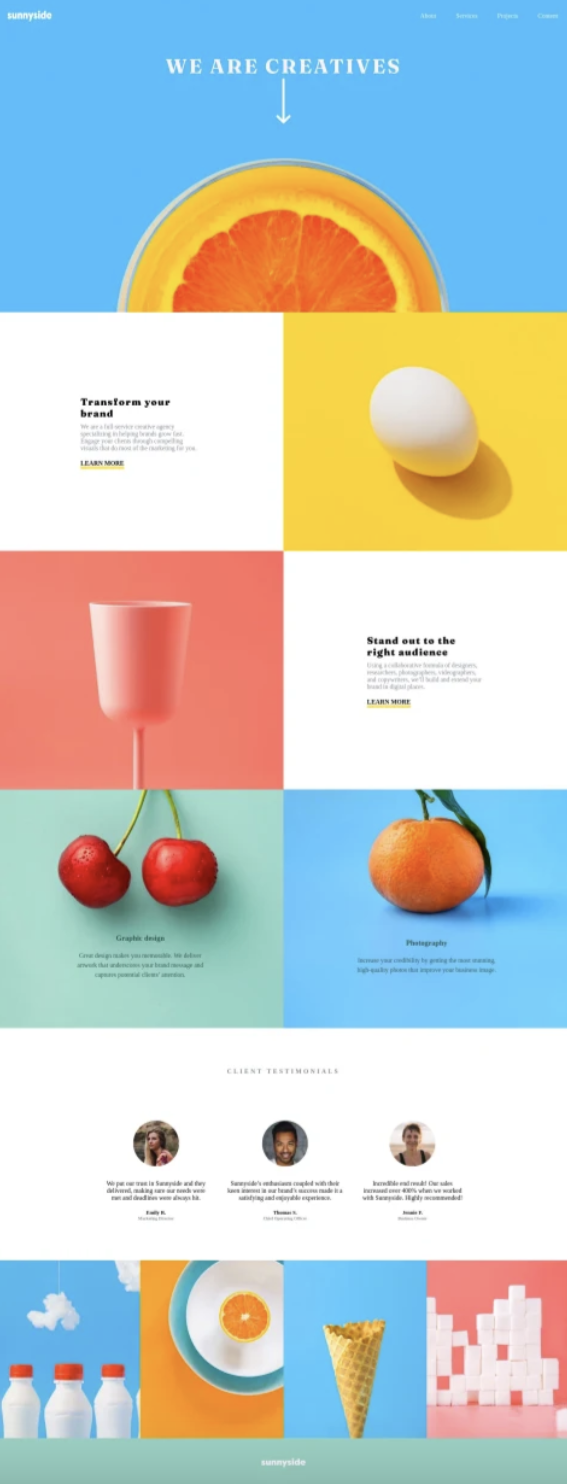 sunnyside
About Services Projects Contact
WE ARE CREATIVES
Transform your
brand
We are a full-service creative agency
specializing in helping brands grow fast.
Engage your clients through compelling
visuals that do most of the marketing for you.
LEARN MORE
Stand out to the
right audience
Using a collaborative formula of designers,
researchers, photographers, videographers,
and copywriters, we'll build and extend your
brand in digital places.
LEARN MORE
Graphic design
Great design makes you memorable. We deliver
artwork that underscores your brand message and
captures potential clients' attention.
Photography
Increase your credibility by getting the most stunning,
high-quality photos that improve your business image.
CLIENT TESTIMONIALS
We put our trust in Sunnyside and they
delivered, making sure our needs were
met and deadlines were always hit.
Emily R.
Marketing Director
Sunnyside's enthusiasm coupled with their
keen interest in our brand's success made it a
satisfying and enjoyable experience.
Thomas S.
Chief Operating Officer
Incredible end result! Our sales
increased over 400% when we worked
with Sunnyside. Highly recommended!
Jennie F.
Business Owner
sunnyside